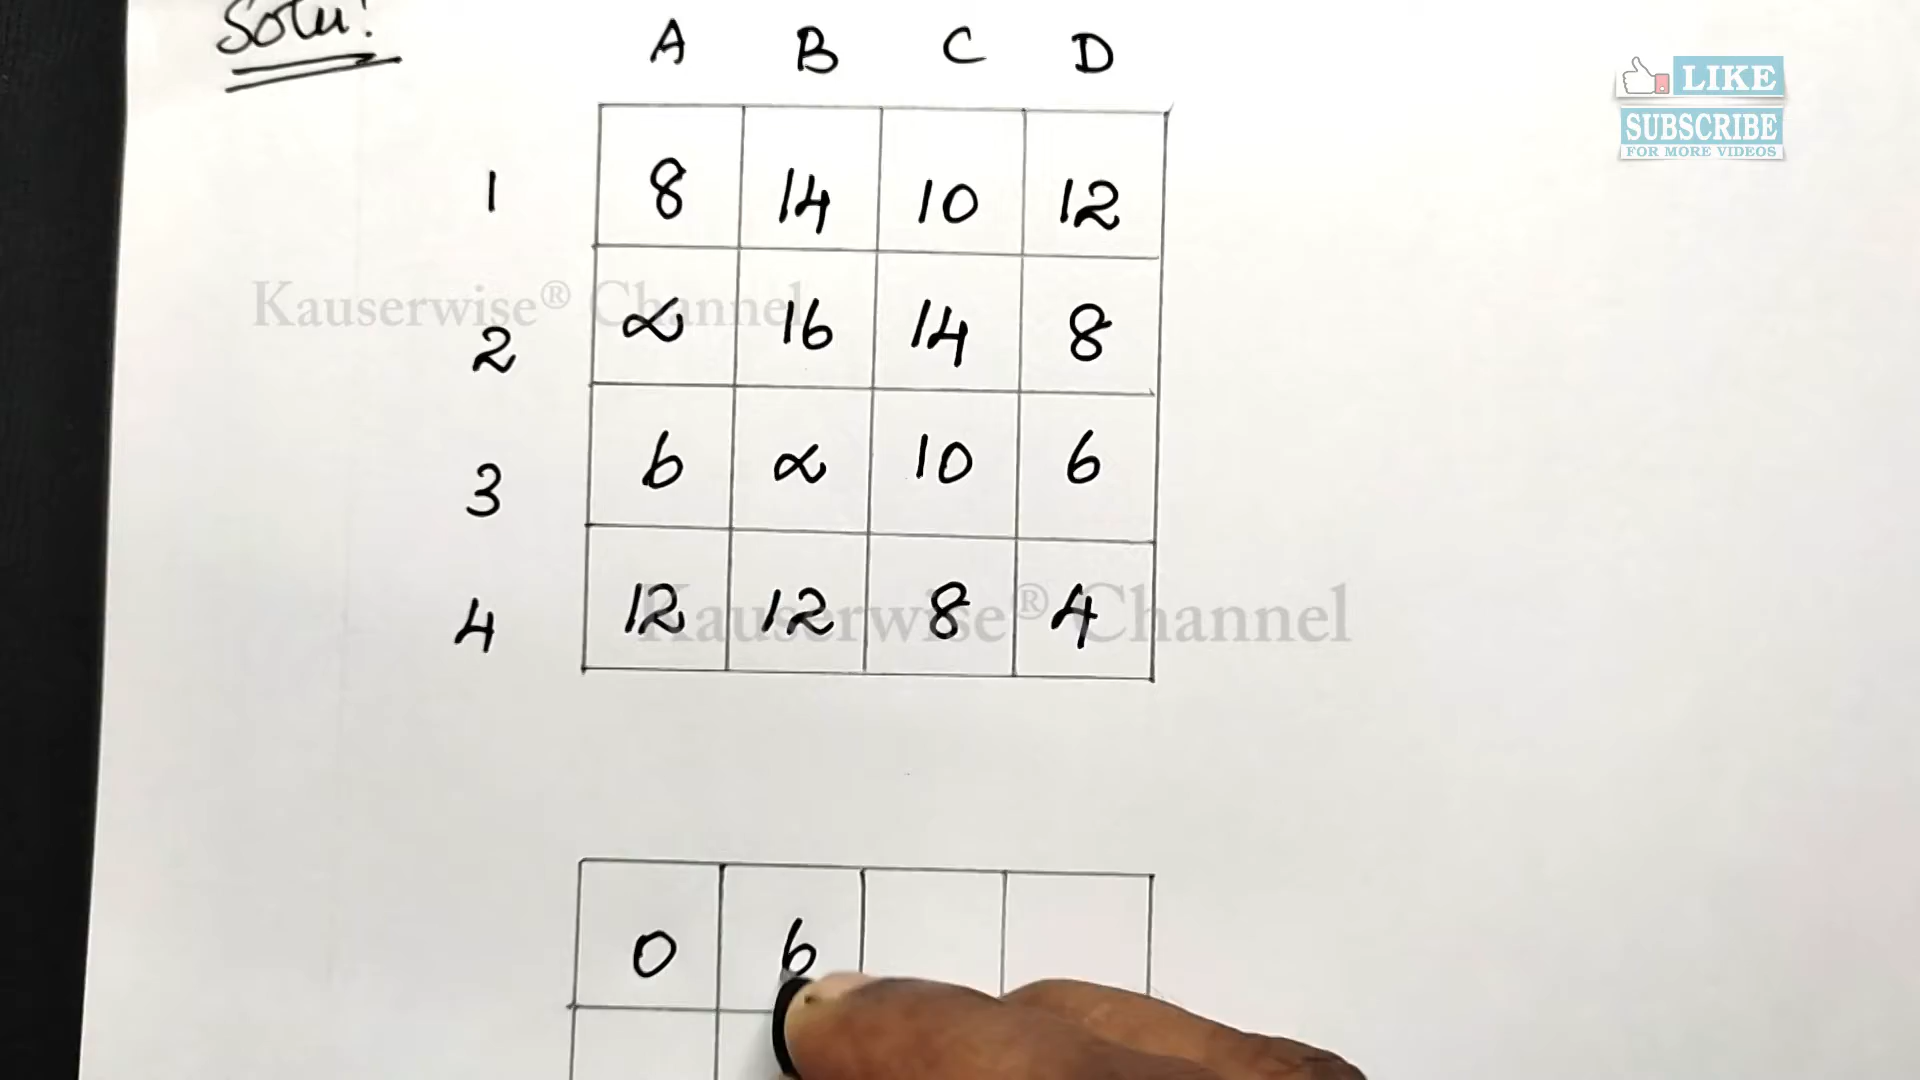 Solu:
A B C D
1 8 14 10 12
2 ∝ 16 14 8
3 6 ∝ 10 6
4 12 12 8 4
0 6
LIKE
SUBSCRIBE
FOR MORE VIDEOS
Kauserwise® Channel
Kauserwise® Channel